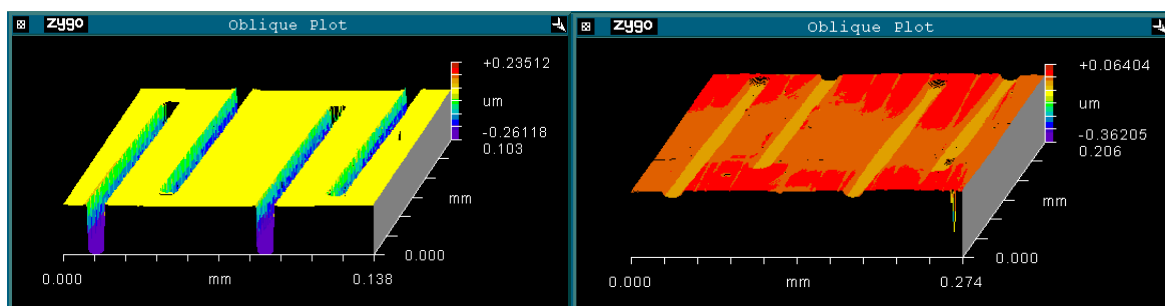 zygo Oblique Plot
+0.23512
um
-0.26118
0.103
mm
0.000
0.000 mm 0.138
zygo Oblique Plot
+0.06404
um
-0.36205
0.206
mm
0.000
0.000 mm 0.274